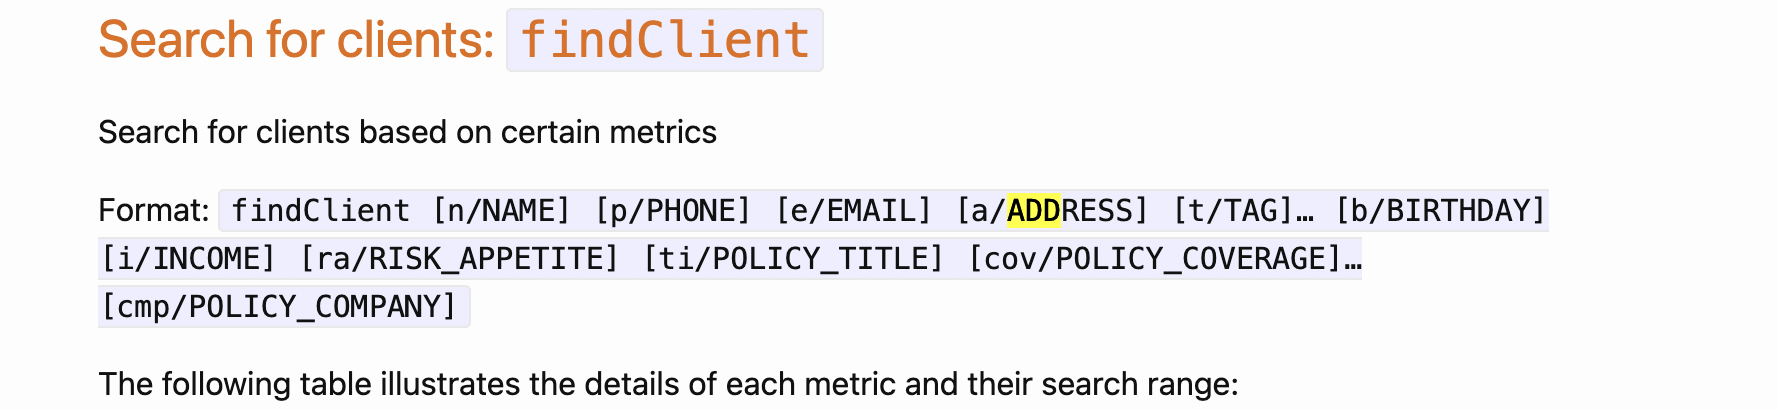 Search for clients: findClient
Search for clients based on certain metrics
Format: findClient [n/NAME] [p/PHONE] [e/EMAIL] [a/ADDRESS] [t/TAG]… [b/BIRTHDAY]
[i/INCOME] [ra/RISK_APPETITE] [ti/POLICY_TITLE] [cov/POLICY_COVERAGE]…
[cmp/POLICY_COMPANY]
The following table illustrates the details of each metric and their search range: